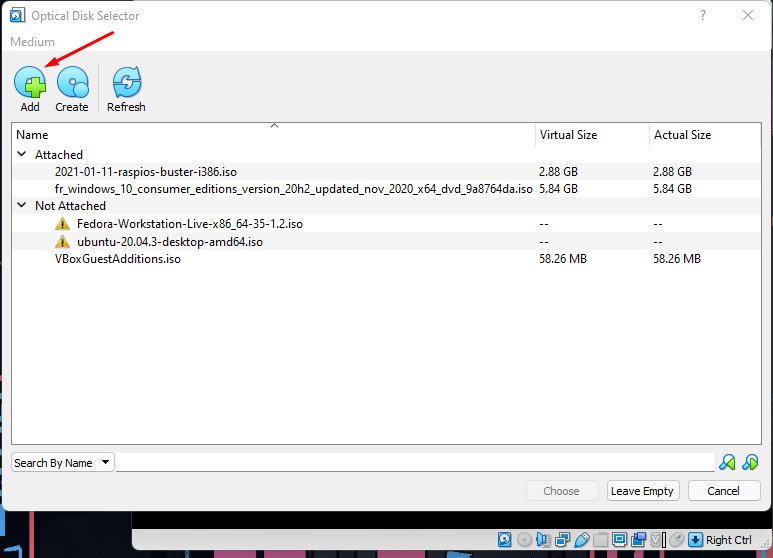 Optical Disk Selector
Medium
Add Create Refresh
Name Virtual Size Actual Size
Attached
2021-01-11-raspios-buster-i386.iso 2.88 GB 2.88 GB
fr_windows_10_consumer_editions_version_20h2_updated_nov_2020_x64_dvd_9a8764da.iso 5.84 GB 5.84 GB
Not Attached
Fedora-Workstation-Live-x86_64-35-1.2.iso -- --
ubuntu-20.04.3-desktop-amd64.iso -- --
VBoxGuestAdditions.iso 58.26 MB 58.26 MB
Search By Name
Choose Leave Empty Cancel
Right Ctrl